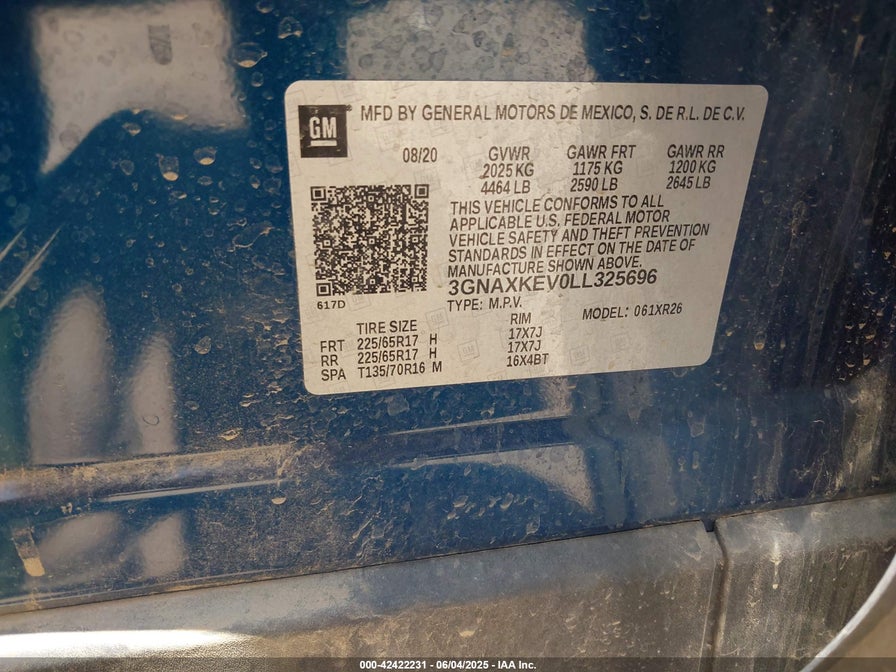 GM
MFD BY GENERAL MOTORS DE MEXICO, S. DE R.L. DE C.V.
08/20 GVWR GAWR FRT GAWR RR
2025 KG 1175 KG 1200 KG
4464 LB 2590 LB 2645 LB
THIS VEHICLE CONFORMS TO ALL
APPLICABLE U.S. FEDERAL MOTOR
VEHICLE SAFETY AND THEFT PREVENTION
STANDARDS IN EFFECT ON THE DATE OF
MANUFACTURE SHOWN ABOVE.
3GNAXKEV0LL325696
617D
TYPE: M.P.V. MODEL: 061XR26
TIRE SIZE RIM
FRT 225/65R17 H 17X7J
RR 225/65R17 H 17X7J
SPA T135/70R16 M 16X4BT
000-42422231 - 06/04/2025 - IAA Inc.